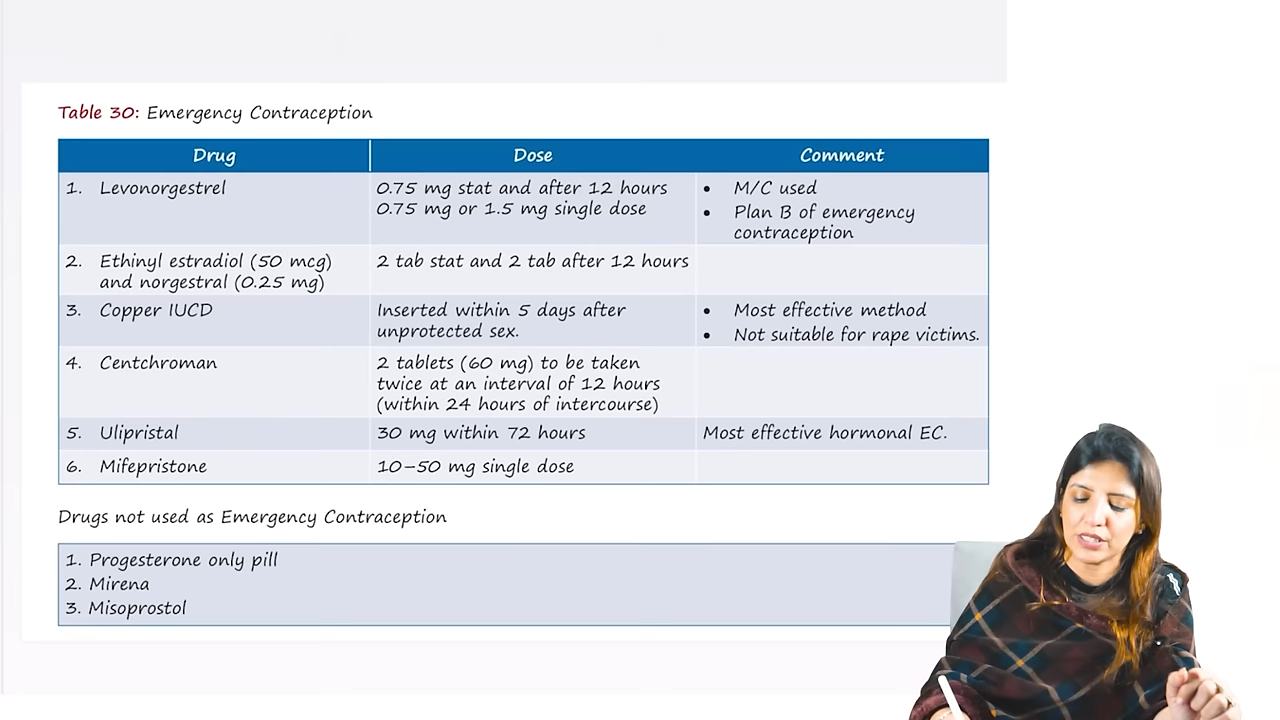 Table 30: Emergency Contraception
Drug Dose Comment
1. Levonorgestrel
0.75 mg stat and after 12 hours
0.75 mg or 1.5 mg single dose
• M/C used
• Plan B of emergency
contraception
2. Ethinyl estradiol (50 mcg)
and norgestral (0.25 mg)
2 tab stat and 2 tab after 12 hours
3. Copper IUCD
Inserted within 5 days after
unprotected sex.
• Most effective method
• Not suitable for rape victims.
4. Centchroman
2 tablets (60 mg) to be taken
twice at an interval of 12 hours
(within 24 hours of intercourse)
5. Ulipristal
30 mg within 72 hours
Most effective hormonal EC.
6. Mifepristone
10–50 mg single dose
Drugs not used as Emergency Contraception
1. Progesterone only pill
2. Mirena
3. Misoprostol